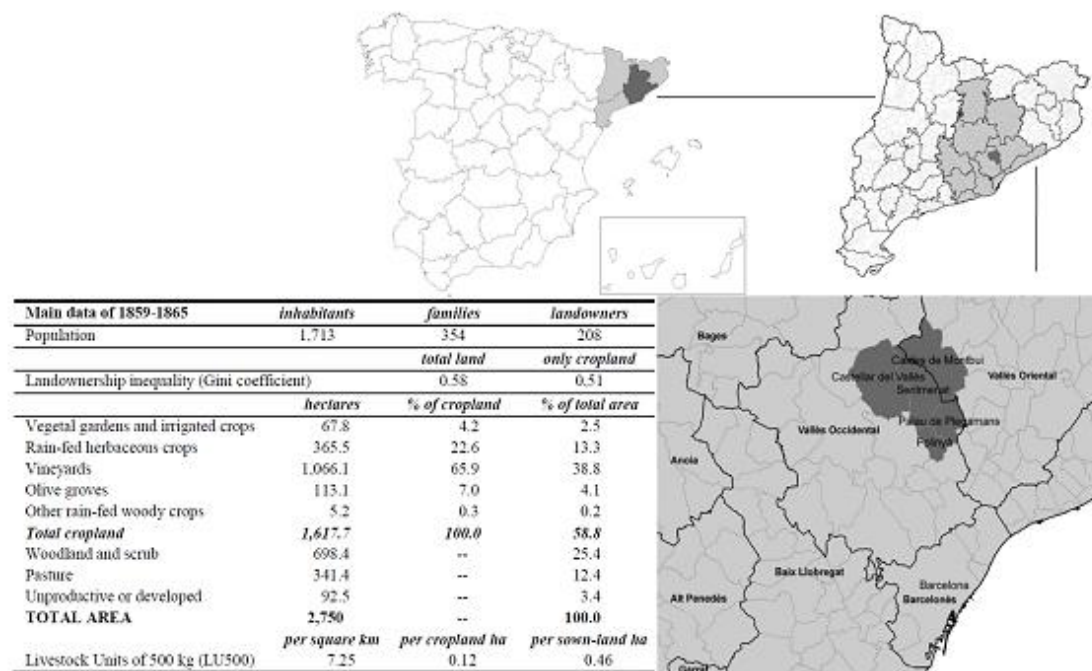 Main data of 1859-1865 inhabitants families landowners
Population 1,713 354 208
total land only cropland
Landownership inequality (Gini coefficient) 0.58 0.51
hectares % of cropland % of total area
Vegetal gardens and irrigated crops 67.8 4.2 2.5
Rain-fed herbaceous crops 365.5 22.6 13.3
Vineyards 1.066.1 65.9 38.8
Olive groves 113.1 7.0 4.1
Other rain-fed woody crops 5.2 0.3 0.2
Total cropland 1,617.7 100.0 58.8
Woodland and scrub 698.4 -- 25.4
Pasture 341.4 -- 12.4
Unproductive or developed 92.5 -- 3.4
TOTAL AREA 2,750 -- 100.0
per square km per cropland ha per sown-land ha
Livestock Units of 500 kg (LU500) 7.25 0.12 0.46
Bages
Caldes de Montbui
Castellar del Vallès
Vallès Oriental
Sentmenat
Palau de Plegamans
Vallès Occidental
Polinyà
Anoia
Baix Llobregat
Barcelona
Alt Penedès
Barcelonès